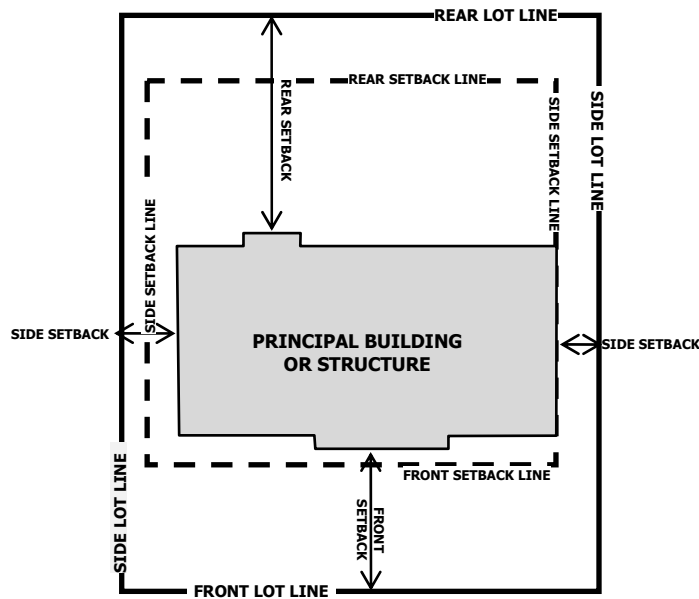 REAR LOT LINE
REAR SETBACK LINE
REAR SETBACK
SIDE SETBACK LINE
SIDE LOT LINE
SIDE SETBACK LINE
SIDE SETBACK
PRINCIPAL BUILDING
OR STRUCTURE
SIDE SETBACK
SIDE LOT LINE
FRONT SETBACK LINE
FRONT
SETBACK
FRONT LOT LINE